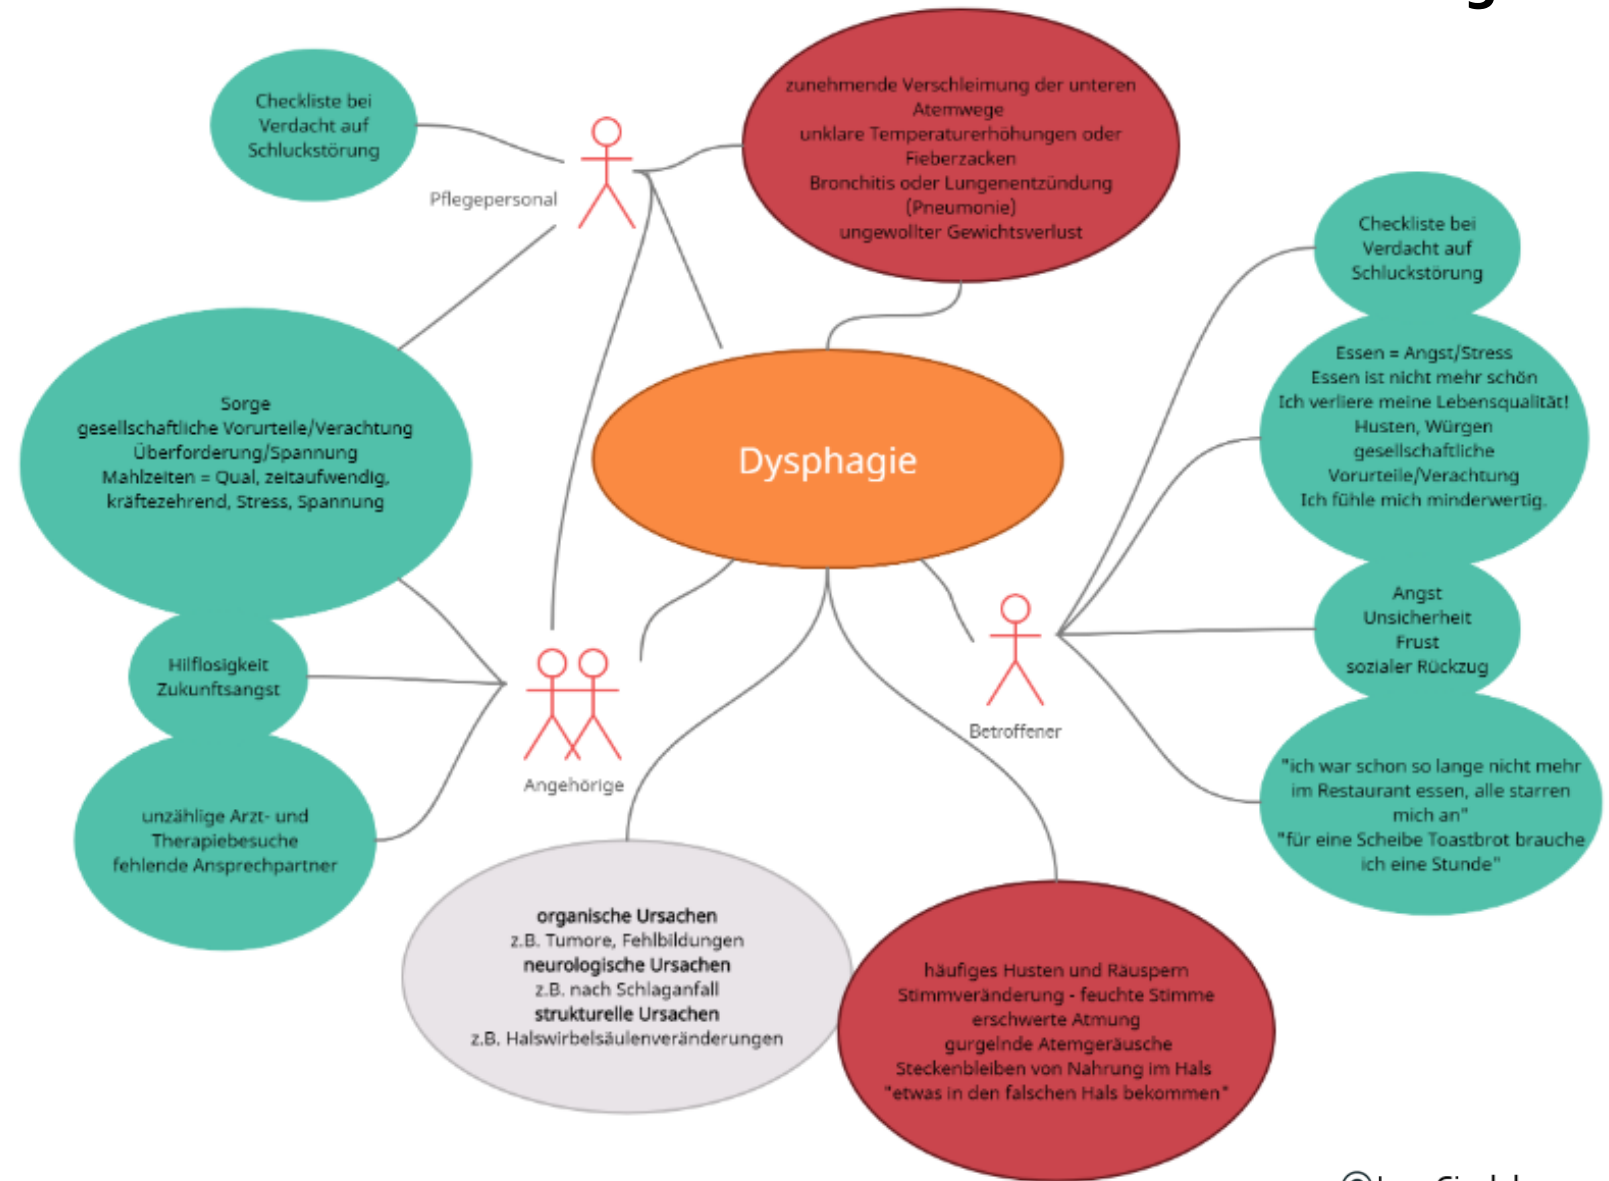 Checkliste bei
Verdacht auf
Schluckstörung
Pflegepersonal
zunehmende Verschleimung der unteren
Atemwege
unklare Temperaturerhöhungen oder
Fieberzacken
Bronchitis oder Lungenentzündung
(Pneumonie)
ungewollter Gewichtsverlust
Checkliste bei
Verdacht auf
Schluckstörung
Essen = Angst/Stress
Essen ist nicht mehr schön
Ich verliere meine Lebensqualität!
Husten, Würgen
gesellschaftliche
Vorurteile/Verachtung
Ich fühle mich minderwertig.
Sorge
gesellschaftliche Vorurteile/Verachtung
Überforderung/Spannung
Mahlzeiten = Qual, zeitaufwendig,
kräftezehrend, Stress, Spannung
Dysphagie
Angst
Unsicherheit
Frust
sozialer Rückzug
Hilflosigkeit
Zukunftsangst
Betroffener
Angehörige
"ich war schon so lange nicht mehr
im Restaurant essen, alle starren
mich an"
"für eine Scheibe Toastbrot brauche
ich eine Stunde"
unzählige Arzt- und
Therapiebesuche
fehlende Ansprechpartner
organische Ursachen
z.B. Tumore, Fehlbildungen
neurologische Ursachen
z.B. nach Schlaganfall
strukturelle Ursachen
z.B. Halswirbelsäulenveränderungen
häufiges Husten und Räuspern
Stimmveränderung - feuchte Stimme
erschwerte Atmung
gurgelnde Atemgeräusche
Steckenbleiben von Nahrung im Hals
"etwas in den falschen Hals bekommen"